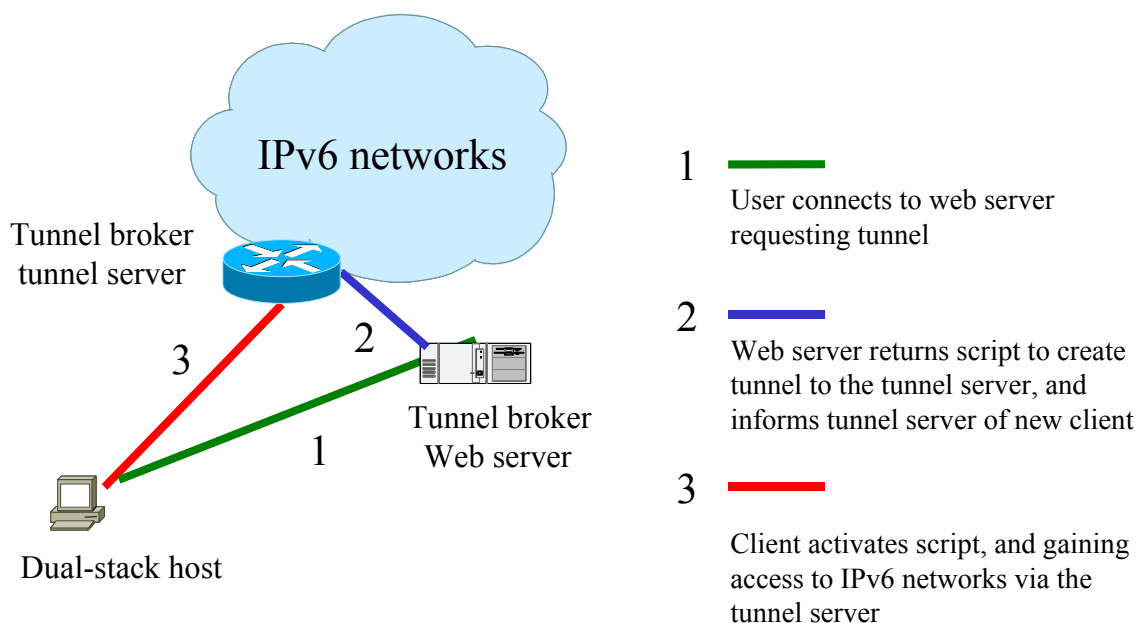 IPv6 networks
Tunnel broker
tunnel server
3
2
1
Tunnel broker
Web server
Dual-stack host
1
User connects to web server
requesting tunnel
2
Web server returns script to create
tunnel to the tunnel server, and
informs tunnel server of new client
3
Client activates script, and gaining
access to IPv6 networks via the
tunnel server